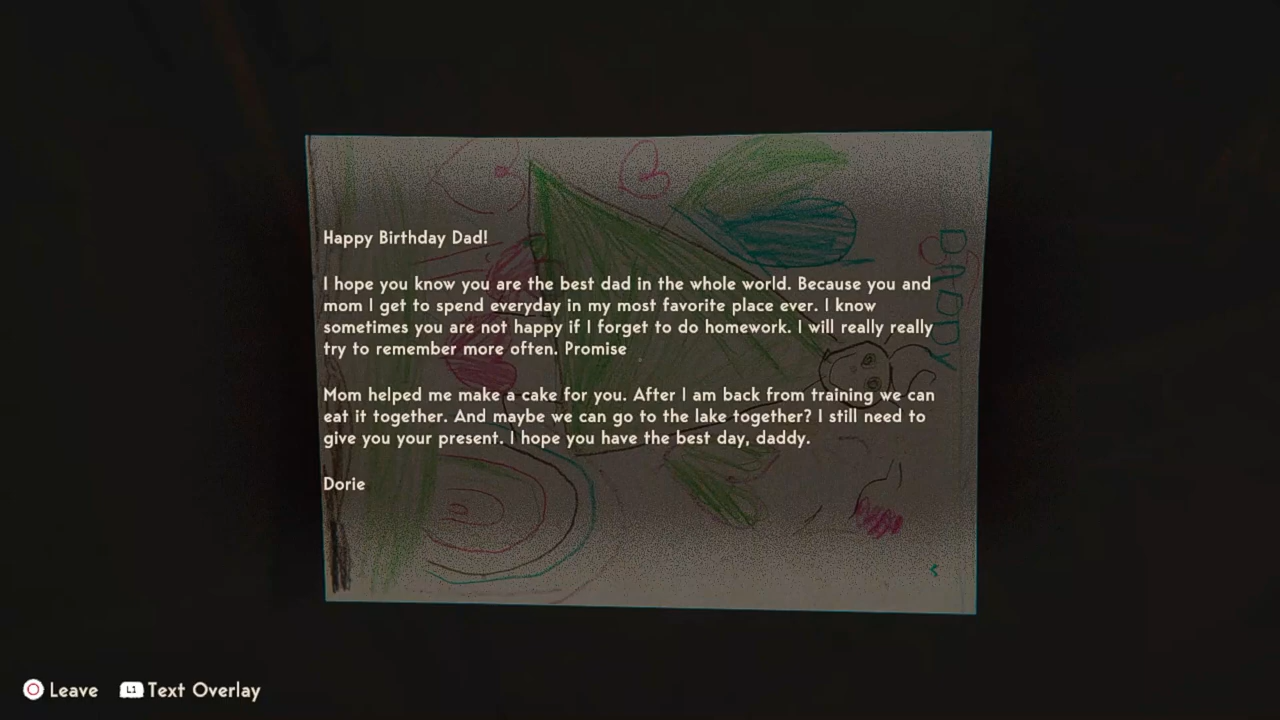 Happy Birthday Dad!
I hope you know you are the best dad in the whole world. Because you and
mom I get to spend everyday in my most favorite place ever. I know
sometimes you are not happy if I forget to do homework. I will really really
try to remember more often. Promise
Mom helped me make a cake for you. After I am back from training we can
eat it together. And maybe we can go to the lake together? I still need to
give you your present. I hope you have the best day, daddy.
Dorie
DADDY
Leave
L1 Text Overlay